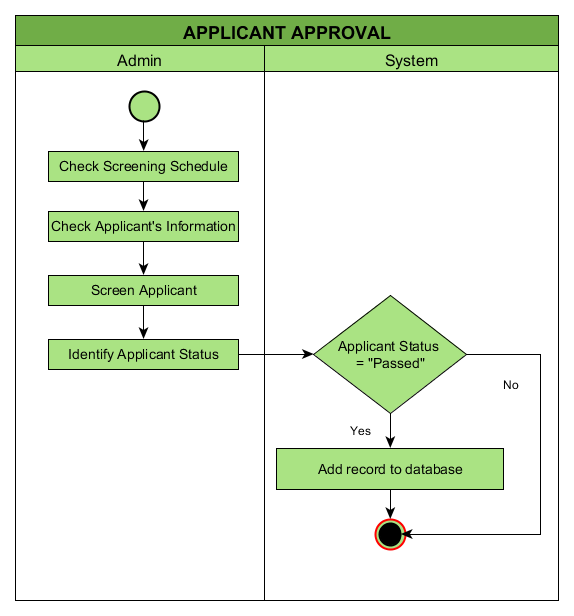 APPLICANT APPROVAL
Admin
System
Check Screening Schedule
Check Applicant's Information
Screen Applicant
Identify Applicant Status
Applicant Status
= "Passed"
No
Yes
Add record to database